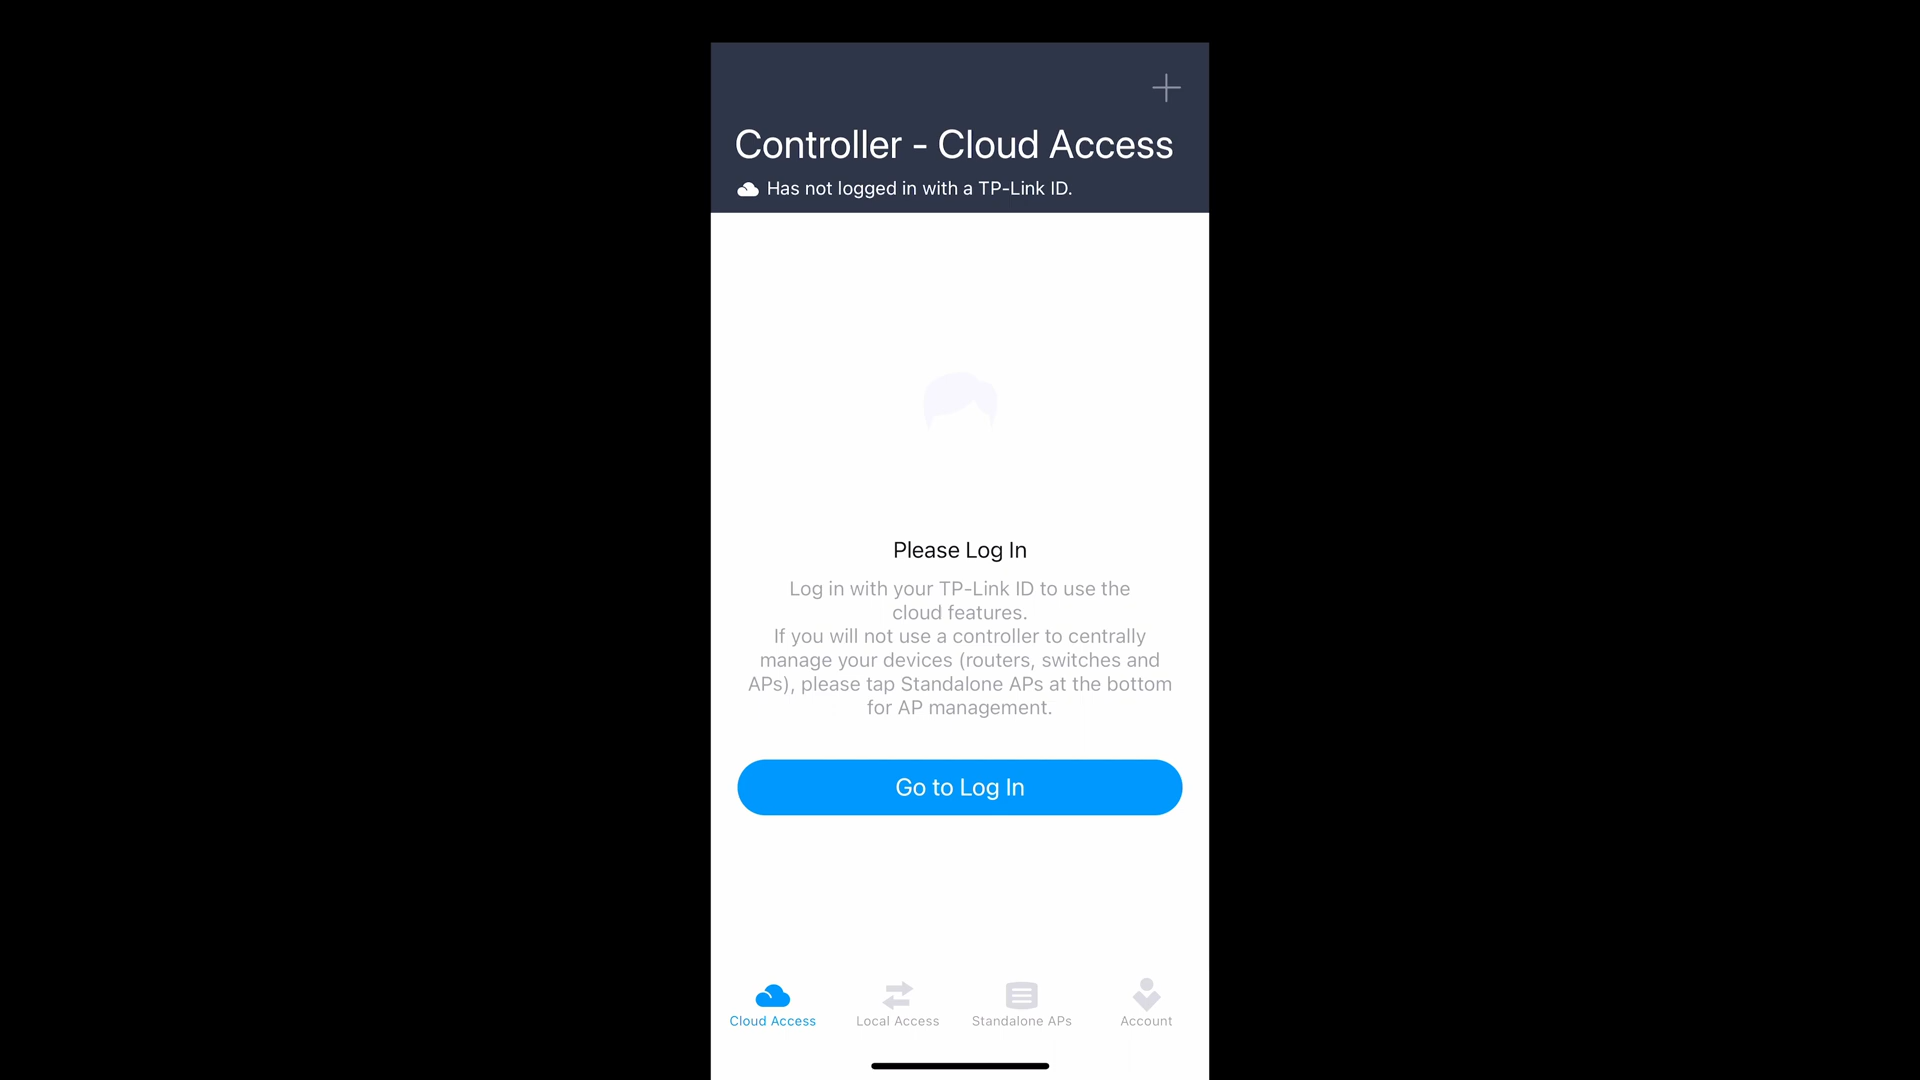 Controller - Cloud Access
Has not logged in with a TP-Link ID.
Please Log In
Log in with your TP-Link ID to use the
cloud features.
If you will not use a controller to centrally
manage your devices (routers, switches and
APs), please tap Standalone APs at the bottom
for AP management.
Go to Log In
Cloud Access
Local Access
Standalone APs
Account